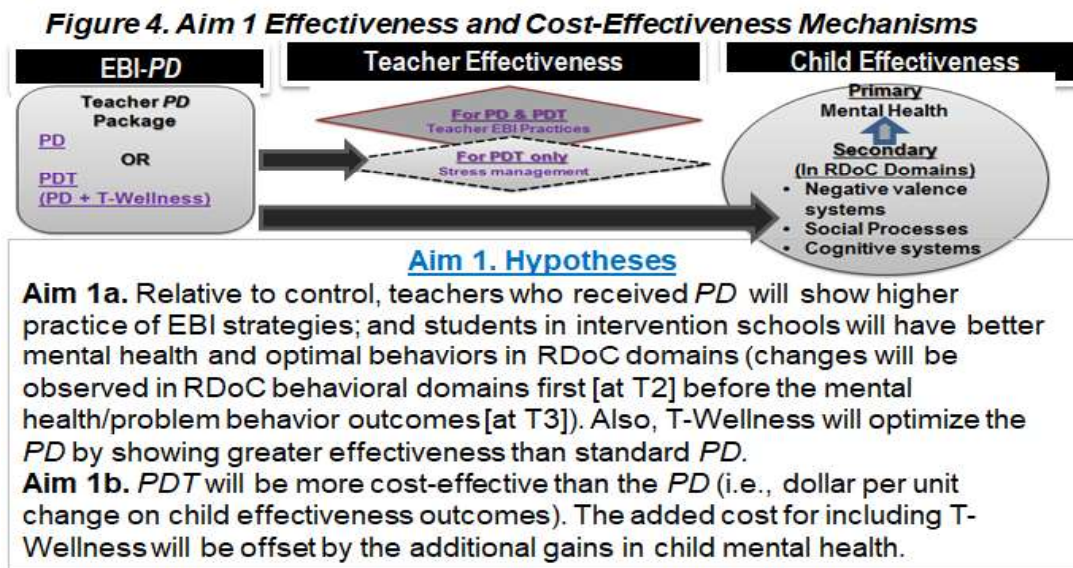 Figure 4. Aim 1 Effectiveness and Cost-Effectiveness Mechanisms
EBI-PD
Teacher Effectiveness
Child Effectiveness
Teacher PD
Package
PD
OR
PDT
(PD + T-Wellness)
For PD & PDT
Teacher EBI Practices
For PDT only
Stress management
Primary
Mental Health
Secondary
(In RDoC Domains)
• Negative valence
systems
• Social Processes
• Cognitive systems
Aim 1. Hypotheses
Aim 1a. Relative to control, teachers who received PD will show higher
practice of EBI strategies; and students in intervention schools will have better
mental health and optimal behaviors in RDoC domains (changes will be
observed in RDoC behavioral domains first [at T2] before the mental
health/problem behavior outcomes [at T3]). Also, T-Wellness will optimize the
PD by showing greater effectiveness than standard PD.
Aim 1b. PDT will be more cost-effective than the PD (i.e., dollar per unit
change on child effectiveness outcomes). The added cost for including T-
Wellness will be offset by the additional gains in child mental health.